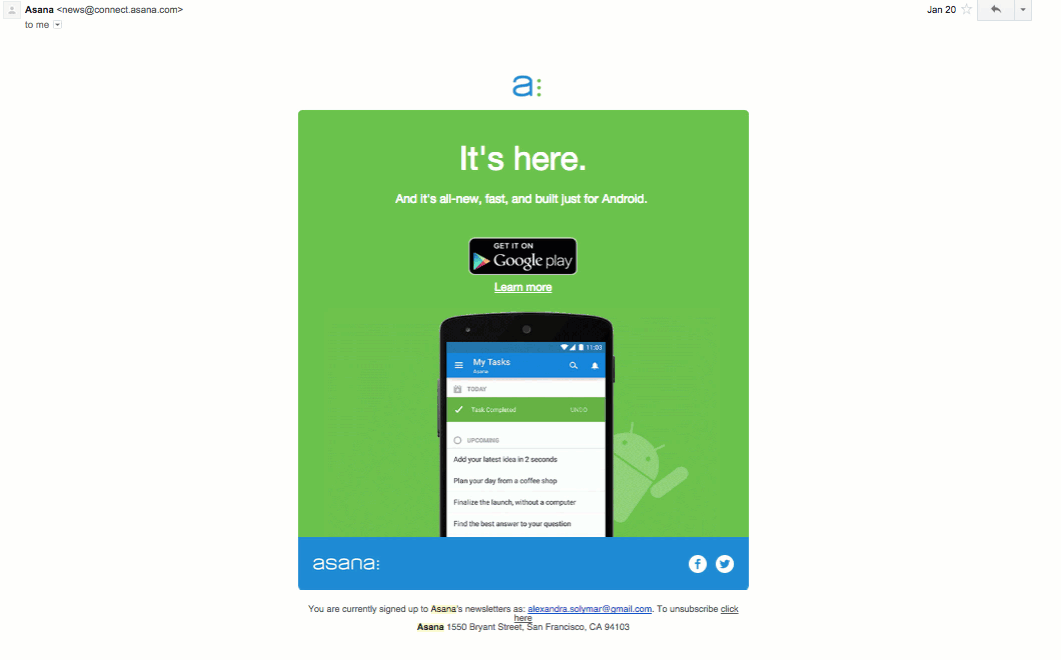 Asana <news@connect.asana.com>
Jan 20
to me
a:
It's here.
And it's all-new, fast, and built just for Android.
GET IT ON
Google play
Learn more
11:03
My Tasks
Asana
TODAY
Task Completed UNDO
UPCOMING
Add your latest idea in 2 seconds
Plan your day from a coffee shop
Finalize the launch, without a computer
Find the best answer to your question
asana:
You are currently signed up to Asana's newsletters as: alexandra.solymar@gmail.com. To unsubscribe click
here
Asana 1550 Bryant Street, San Francisco, CA 94103